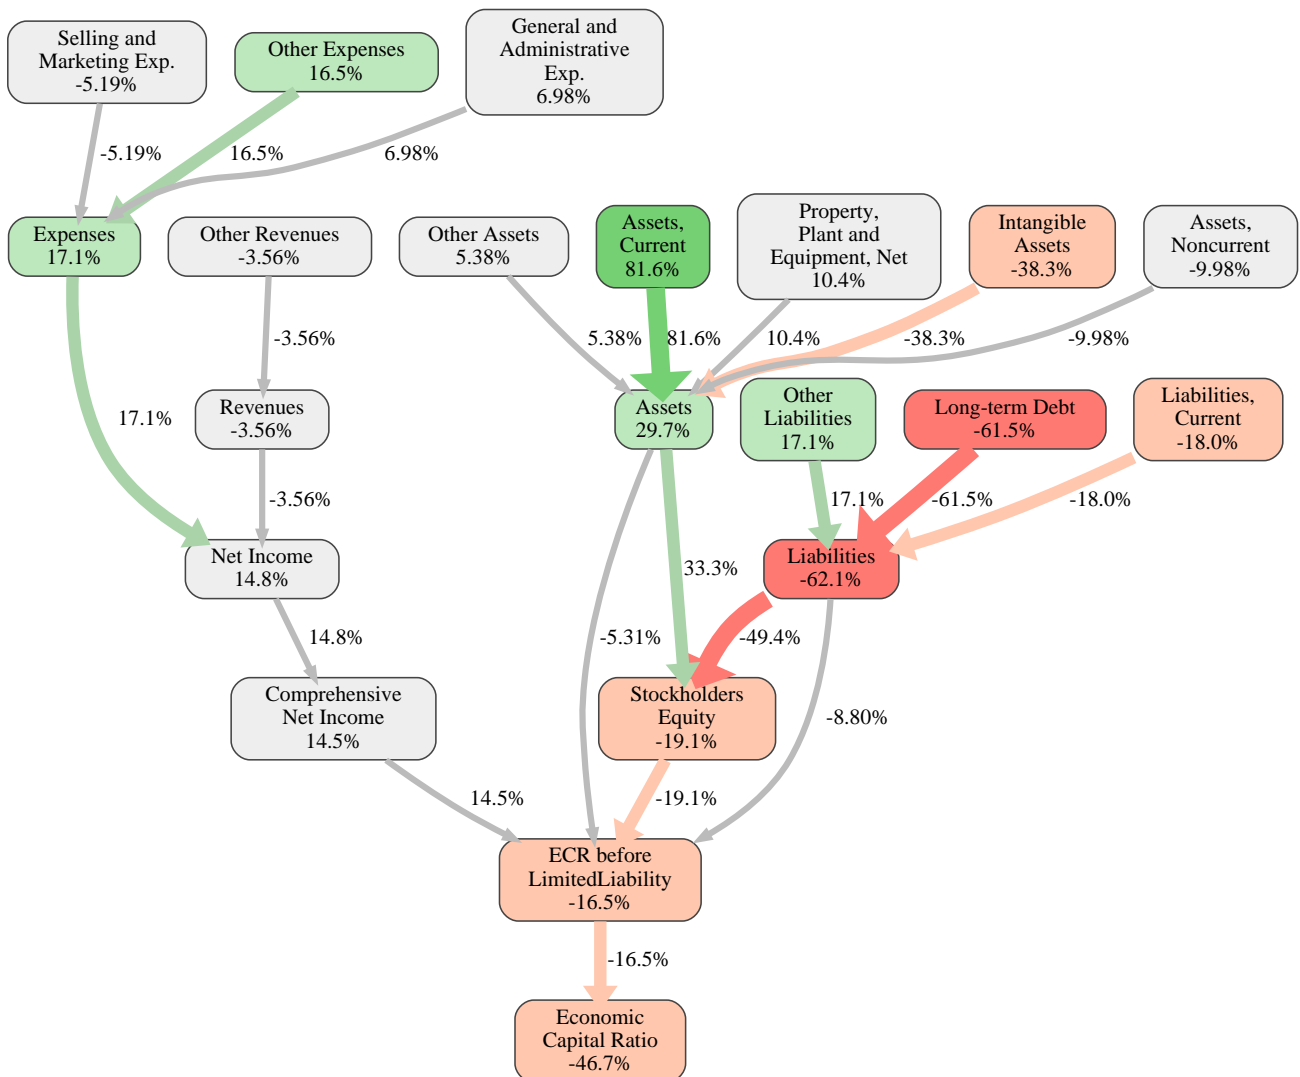 Selling and
Marketing Exp.
-5.19%
Other Expenses
16.5%
General and
Administrative
Exp.
6.98%
-5.19%
16.5%
6.98%
Expenses
17.1%
Other Revenues
-3.56%
Other Assets
5.38%
Assets,
Current
81.6%
Property,
Plant and
Equipment, Net
10.4%
Intangible
Assets
-38.3%
Assets,
Noncurrent
-9.98%
-3.56%
5.38%
81.6%
10.4%
-38.3%
-9.98%
17.1%
Revenues
-3.56%
Assets
29.7%
Other
Liabilities
17.1%
Long-term Debt
-61.5%
Liabilities,
Current
-18.0%
-3.56%
17.1%
-61.5%
-18.0%
Net Income
14.8%
33.3%
Liabilities
-62.1%
14.8%
-5.31%
-49.4%
Comprehensive
Net Income
14.5%
Stockholders
Equity
-19.1%
-8.80%
14.5%
-19.1%
ECR before
LimitedLiability
-16.5%
-16.5%
Economic
Capital Ratio
-46.7%